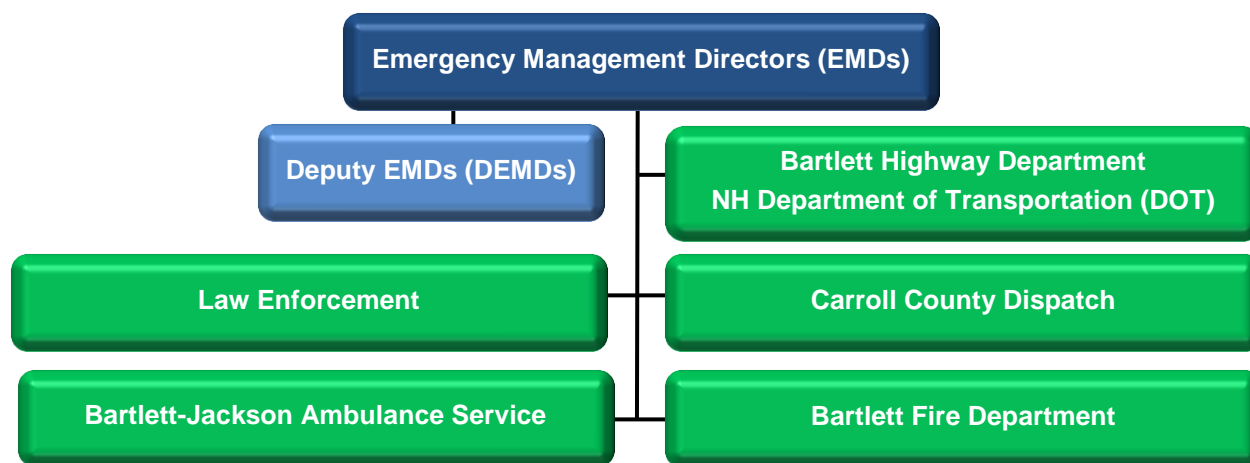 Emergency Management Directors (EMDs)
Deputy EMDs (DEMDs)
Bartlett Highway Department
NH Department of Transportation (DOT)
Law Enforcement
Carroll County Dispatch
Bartlett-Jackson Ambulance Service
Bartlett Fire Department